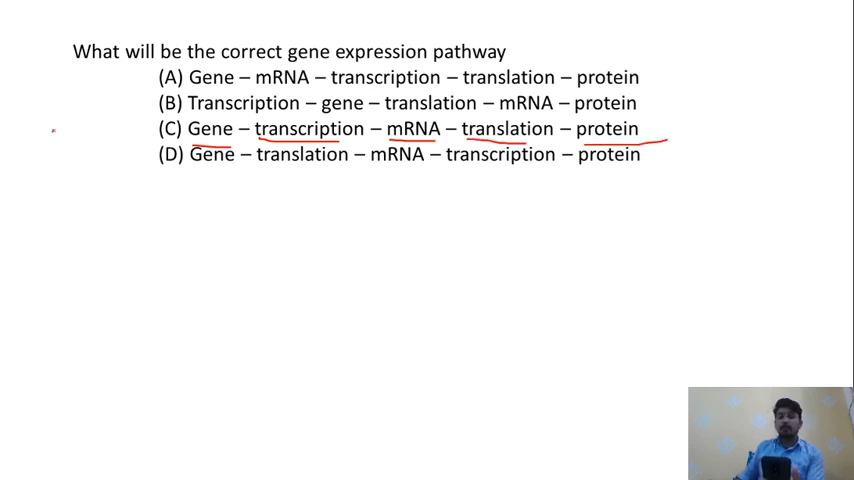 What will be the correct gene expression pathway
(A) Gene – mRNA – transcription – translation – protein
(B) Transcription – gene – translation – mRNA – protein
(C) Gene – transcription – mRNA – translation – protein
(D) Gene – translation – mRNA – transcription – protein